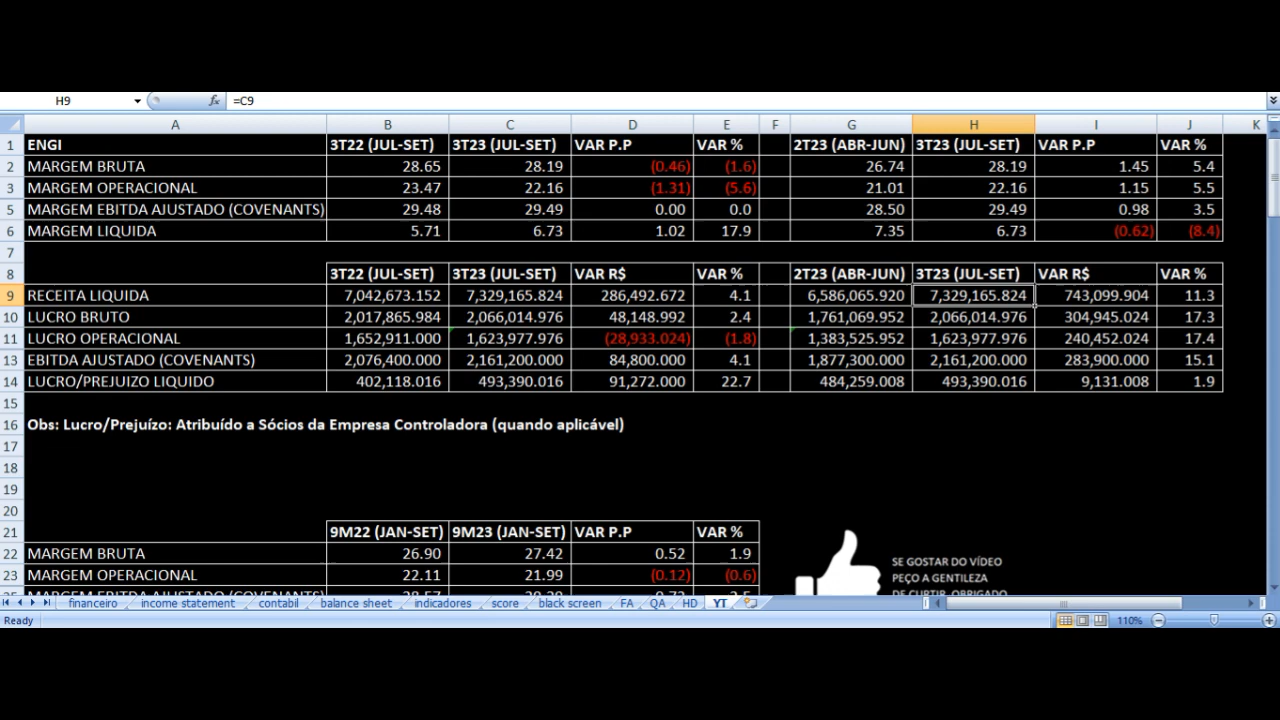 H9 fx =C9
A B C D E F G H I J K
1 ENGI 3T22 (JUL-SET) 3T23 (JUL-SET) VAR P.P VAR % 2T23 (ABR-JUN) 3T23 (JUL-SET) VAR P.P VAR %
2 MARGEM BRUTA 28.65 28.19 (0.46) (1.6) 26.74 28.19 1.45 5.4
3 MARGEM OPERACIONAL 23.47 22.16 (1.31) (5.6) 21.01 22.16 1.15 5.5
5 MARGEM EBITDA AJUSTADO (COVENANTS) 29.48 29.49 0.00 0.0 28.50 29.49 0.98 3.5
6 MARGEM LIQUIDA 5.71 6.73 1.02 17.9 7.35 6.73 (0.62) (8.4)
7
8 3T22 (JUL-SET) 3T23 (JUL-SET) VAR R$ VAR % 2T23 (ABR-JUN) 3T23 (JUL-SET) VAR R$ VAR %
9 RECEITA LIQUIDA 7,042,673.152 7,329,165.824 286,492.672 4.1 6,586,065.920 7,329,165.824 743,099.904 11.3
10 LUCRO BRUTO 2,017,865.984 2,066,014.976 48,148.992 2.4 1,761,069.952 2,066,014.976 304,945.024 17.3
11 LUCRO OPERACIONAL 1,652,911.000 1,623,977.976 (28,933.024) (1.8) 1,383,525.952 1,623,977.976 240,452.024 17.4
13 EBITDA AJUSTADO (COVENANTS) 2,076,400.000 2,161,200.000 84,800.000 4.1 1,877,300.000 2,161,200.000 283,900.000 15.1
14 LUCRO/PREJUIZO LIQUIDO 402,118.016 493,390.016 91,272.000 22.7 484,259.008 493,390.016 9,131.008 1.9
15
16 Obs: Lucro/Prejuízo: Atribuído a Sócios da Empresa Controladora (quando aplicável)
17
18
19
20
21 9M22 (JAN-SET) 9M23 (JAN-SET) VAR P.P VAR %
22 MARGEM BRUTA 26.90 27.42 0.52 1.9
23 MARGEM OPERACIONAL 22.11 21.99 (0.12) (0.6)
MARGEM EBITDA AJUSTADO (COVENANTS)
SE GOSTAR DO VÍDEO
PEÇO A GENTILEZA
DE CURTIR. OBRIGADO
financeiro income statement contabil balance sheet indicadores score black screen FA QA HD YT
Ready 110%